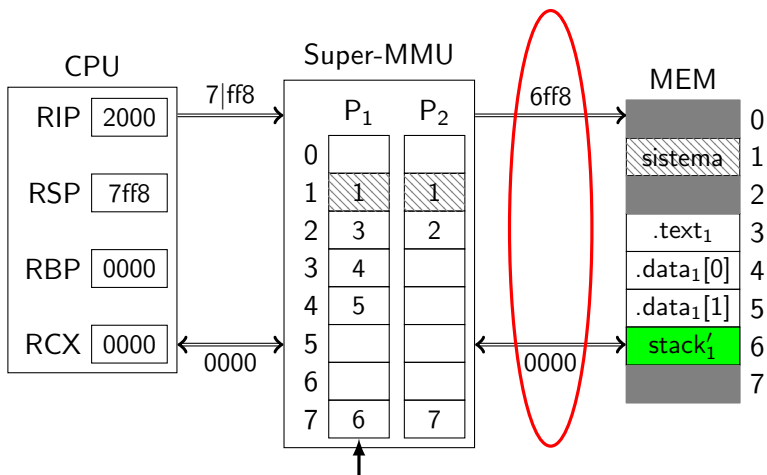 Super-MMU
CPU
MEM
7|ff8
6ff8
RIP 2000
P₁ P₂
0
0
1 1 1
sistema 1
RSP 7ff8
2 3 2
2
.text₁ 3
3 4
.data₁[0] 4
RBP 0000
4 5
.data₁[1] 5
RCX 0000
5
stack′₁ 6
0000
0000
6
7
7 6 7